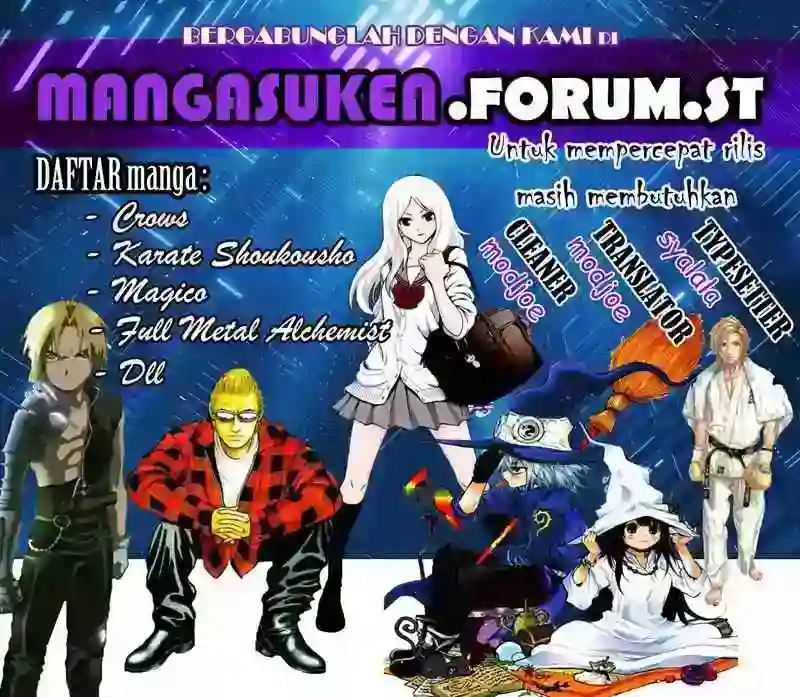 BERGABUNGLAH DENGAN KAMI DI
MANGASUKEN.FORUM.ST
Untuk mempercepat rilis
masih membutuhkan
DAFTAR manga :
- Crows
- Karate Shoukousho
- Magico
- Full Metal Alchemist
- Dll
CLEANER
modjoe
TRANSLATOR
modjoe
TYPESETTER
syalala